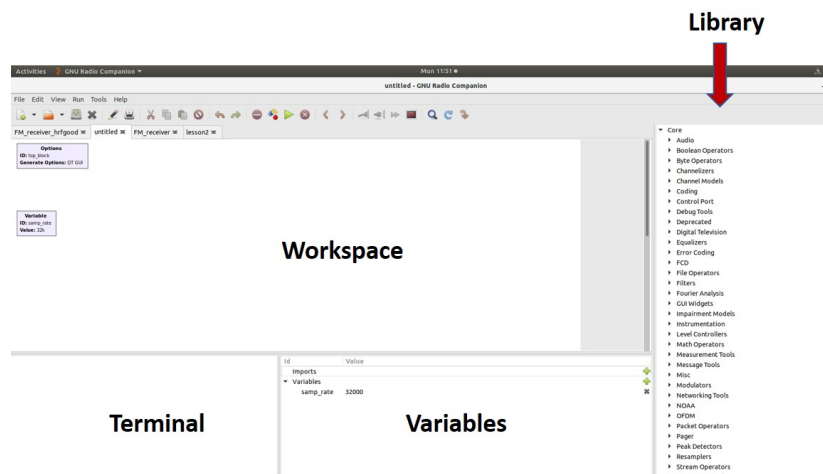 Library
Activities GNU Radio Companion ▾ Mon 11:51 ●
untitled - GNU Radio Companion
File Edit View Run Tools Help
FM_receiver_hrfgood untitled FM_receiver lesson2
Options
ID: top_block
Generate Options: QT GUI
Variable
ID: samp_rate
Value: 32k
Workspace
Core
Audio
Boolean Operators
Byte Operators
Channelizers
Channel Models
Coding
Control Port
Debug Tools
Deprecated
Digital Television
Equalizers
Error Coding
FCD
File Operators
Filters
Fourier Analysis
GUI Widgets
Impairment Models
Instrumentation
Level Controllers
Math Operators
Measurement Tools
Message Tools
Misc
Modulators
Networking Tools
NOAA
OFDM
Packet Operators
Pager
Peak Detectors
Resamplers
Stream Operators
Id Value
Imports
Variables
samp_rate 32000
Terminal
Variables